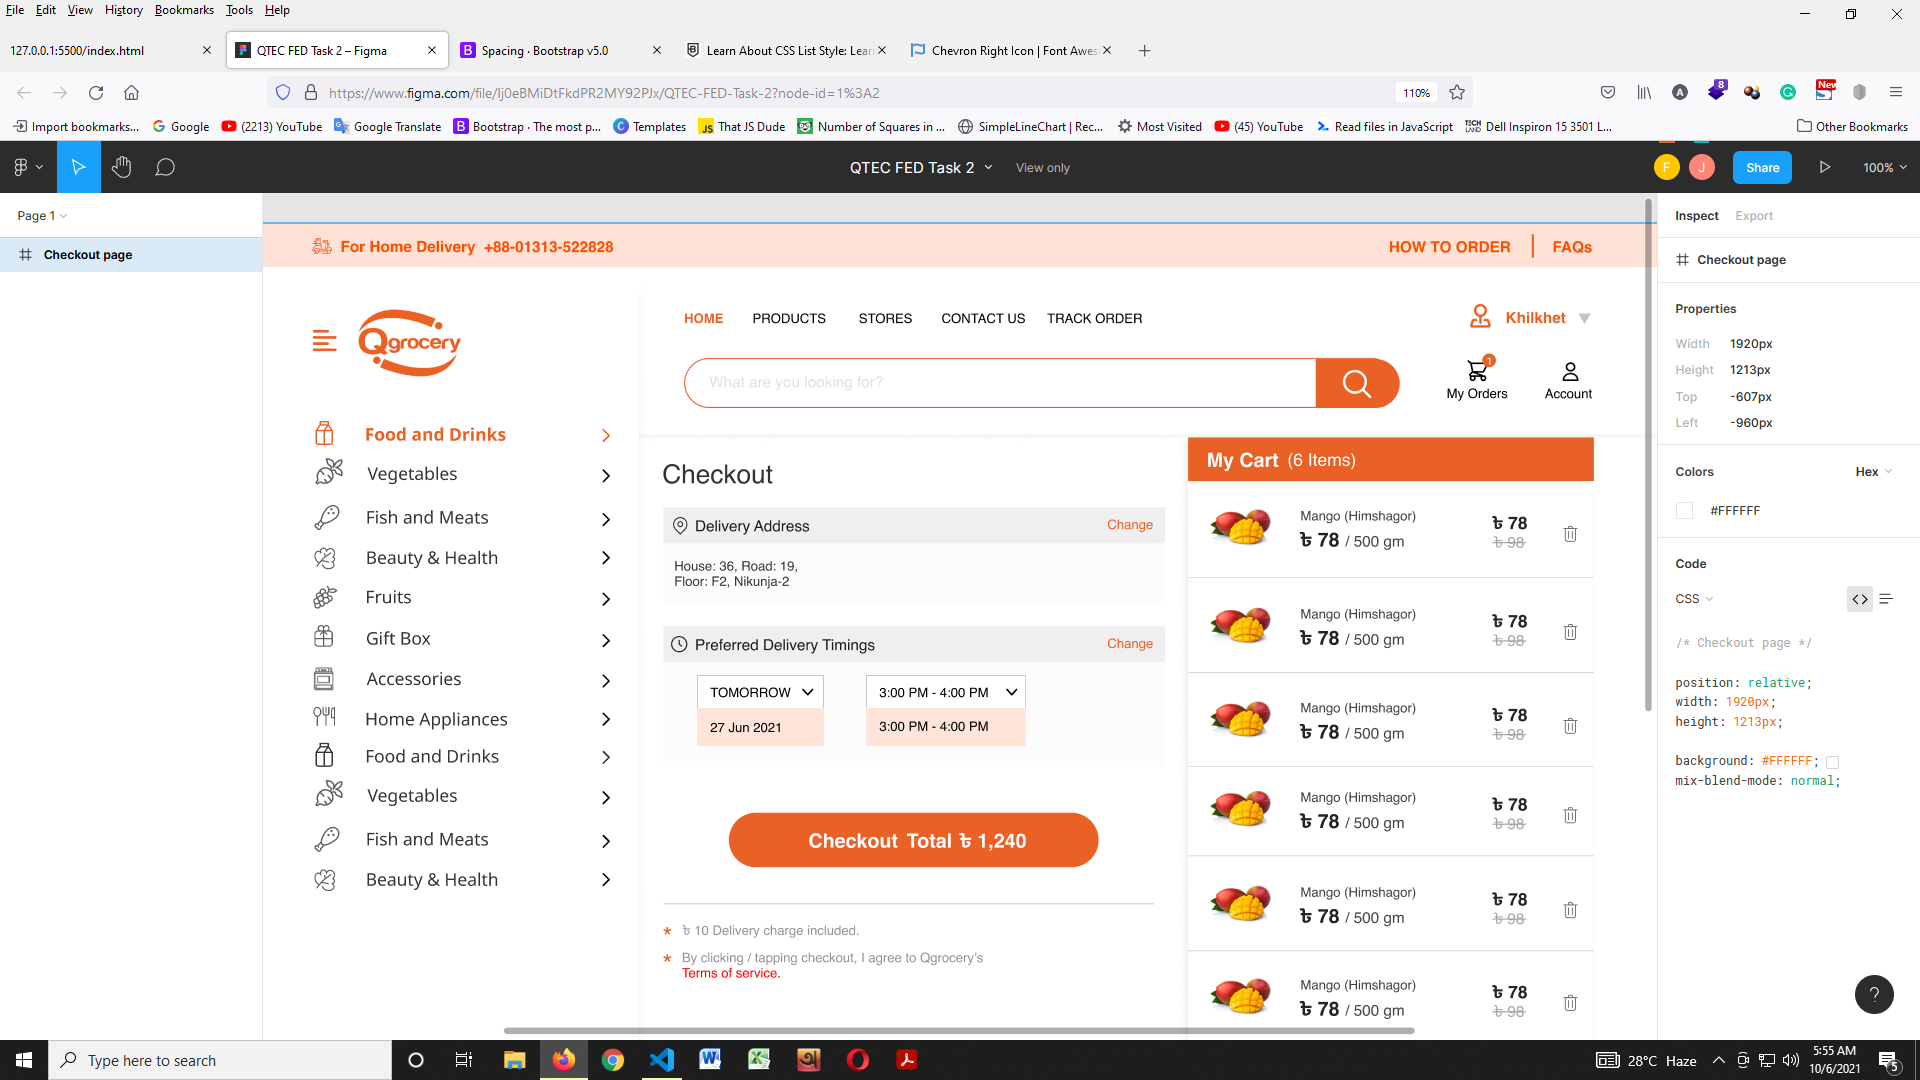 File Edit View History Bookmarks Tools Help
127.0.0.1:5500/index.html
QTEC FED Task 2 – Figma
Spacing · Bootstrap v5.0
Learn About CSS List Style: Lear
Chevron Right Icon | Font Awes
https://www.figma.com/file/Ij0eBMiDtFkdPR2MY92PJx/QTEC-FED-Task-2?node-id=1%3A2
110%
8
New
Import bookmarks...
Google
(2213) YouTube
Google Translate
Bootstrap · The most p...
Templates
That JS Dude
Number of Squares in ...
SimpleLineChart | Rec...
Most Visited
(45) YouTube
Read files in JavaScript
Dell Inspiron 15 3501 L...
Other Bookmarks
QTEC FED Task 2
View only
F
J
Share
100%
Page 1
Checkout page
For Home Delivery +88-01313-522828
HOW TO ORDER
FAQs
Qgrocery
HOME PRODUCTS STORES CONTACT US TRACK ORDER
Khilkhet
What are you looking for?
1
My Orders
Account
Food and Drinks
Vegetables
Fish and Meats
Beauty & Health
Fruits
Gift Box
Accessories
Home Appliances
Food and Drinks
Vegetables
Fish and Meats
Beauty & Health
Checkout
Delivery Address
Change
House: 36, Road: 19,
Floor: F2, Nikunja-2
Preferred Delivery Timings
Change
TOMORROW
3:00 PM - 4:00 PM
27 Jun 2021
3:00 PM - 4:00 PM
Checkout Total ৳ 1,240
* ৳ 10 Delivery charge included.
* By clicking / tapping checkout, I agree to Qgrocery's
Terms of service.
My Cart (6 Items)
Mango (Himshagor)
৳ 78 / 500 gm
৳ 78
৳ 98
Mango (Himshagor)
৳ 78 / 500 gm
৳ 78
৳ 98
Mango (Himshagor)
৳ 78 / 500 gm
৳ 78
৳ 98
Mango (Himshagor)
৳ 78 / 500 gm
৳ 78
৳ 98
Mango (Himshagor)
৳ 78 / 500 gm
৳ 78
৳ 98
Mango (Himshagor)
৳ 78 / 500 gm
৳ 78
৳ 98
Inspect Export
Checkout page
Properties
Width 1920px
Height 1213px
Top -607px
Left -960px
Colors
Hex
#FFFFFF
Code
CSS
/* Checkout page */
position: relative;
width: 1920px;
height: 1213px;
background: #FFFFFF;
mix-blend-mode: normal;
?
Type here to search
28°C Haze
5:55 AM
10/6/2021
5